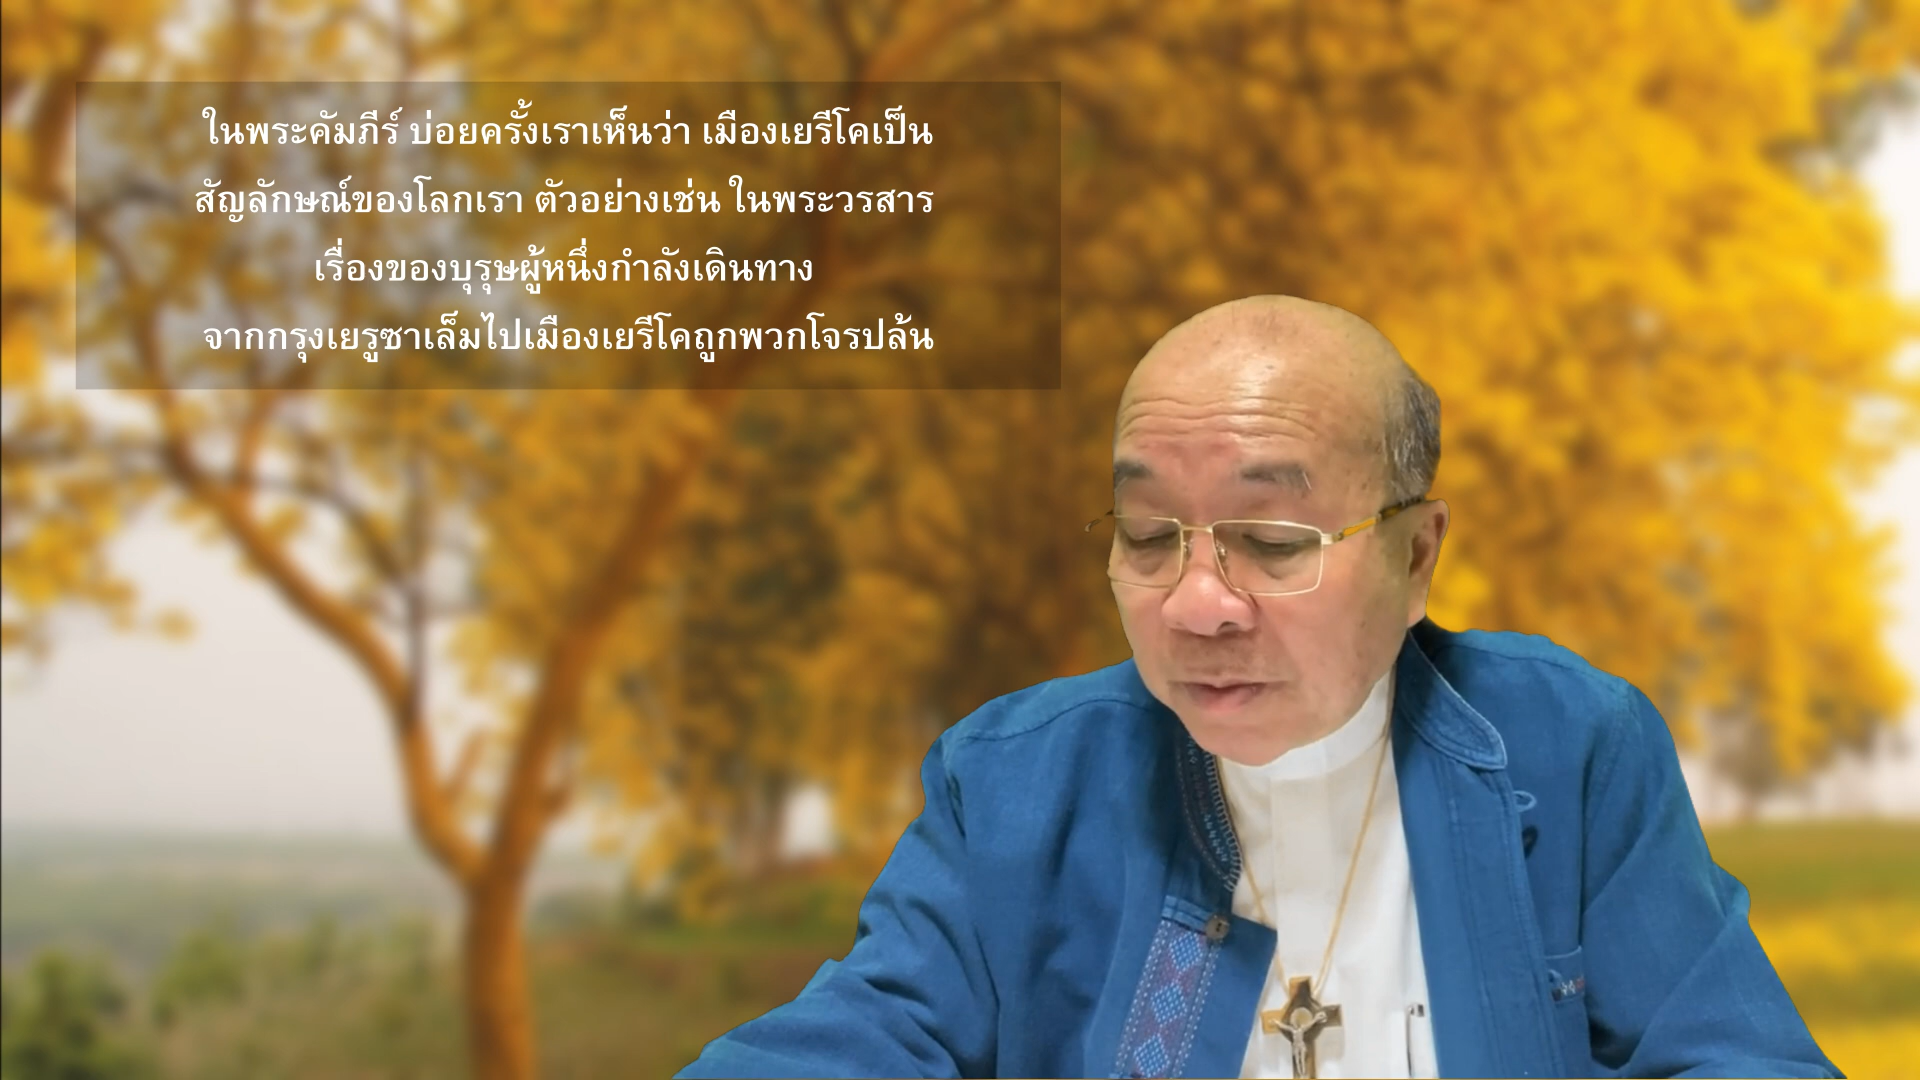 ในพระคัมภีร์ บ่อยครั้งเราเห็นว่า เมืองเยรีโคเป็น
สัญลักษณ์ของโลกเรา ตัวอย่างเช่น ในพระวรสาร
เรื่องของบุรุษผู้หนึ่งกำลังเดินทาง
จากกรุงเยรูซาเล็มไปเมืองเยรีโคถูกพวกโจรปล้น